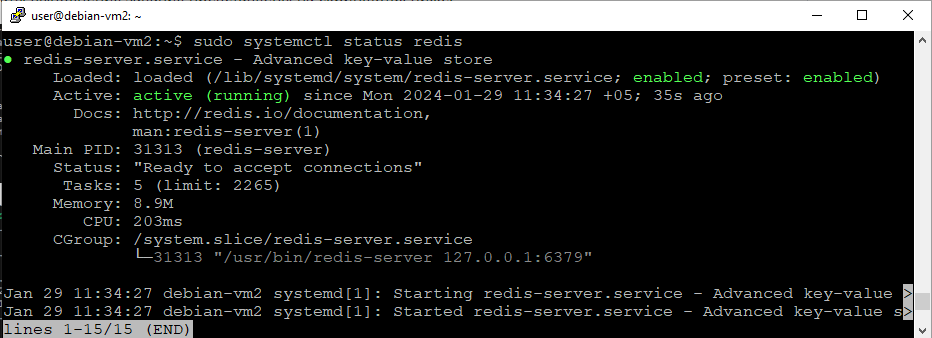 user@debian-vm2: ~
user@debian-vm2:~$ sudo systemctl status redis
● redis-server.service - Advanced key-value store
     Loaded: loaded (/lib/systemd/system/redis-server.service; enabled; preset: enabled)
     Active: active (running) since Mon 2024-01-29 11:34:27 +05; 35s ago
       Docs: http://redis.io/documentation,
             man:redis-server(1)
   Main PID: 31313 (redis-server)
     Status: "Ready to accept connections"
      Tasks: 5 (limit: 2265)
     Memory: 8.9M
        CPU: 203ms
     CGroup: /system.slice/redis-server.service
             └─31313 "/usr/bin/redis-server 127.0.0.1:6379"
Jan 29 11:34:27 debian-vm2 systemd[1]: Starting redis-server.service - Advanced key-value >
Jan 29 11:34:27 debian-vm2 systemd[1]: Started redis-server.service - Advanced key-value s>
lines 1-15/15 (END)